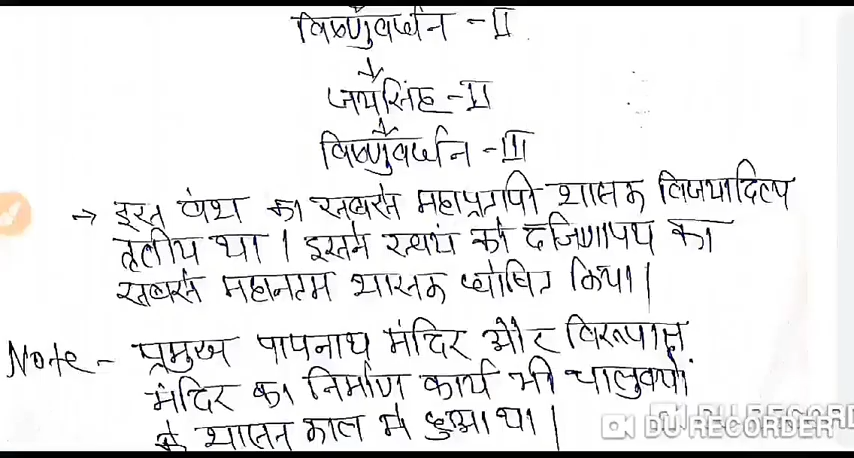 विष्णुवर्धन - II
जयसिंह - II
विष्णुवर्धन - III
→ इस वंश का सबसे महाप्रतापी शासक विजयादित्य
तृतीय था। इसने स्वयं को दक्षिणापथ का
सबसे महानतम शासक घोषित किया।
Note - प्रमुख पापनाथ मंदिर और विरूपाक्ष
मंदिर का निर्माण कार्य भी चालुक्यों
के शासन काल में हुआ था।
DU RECORDER